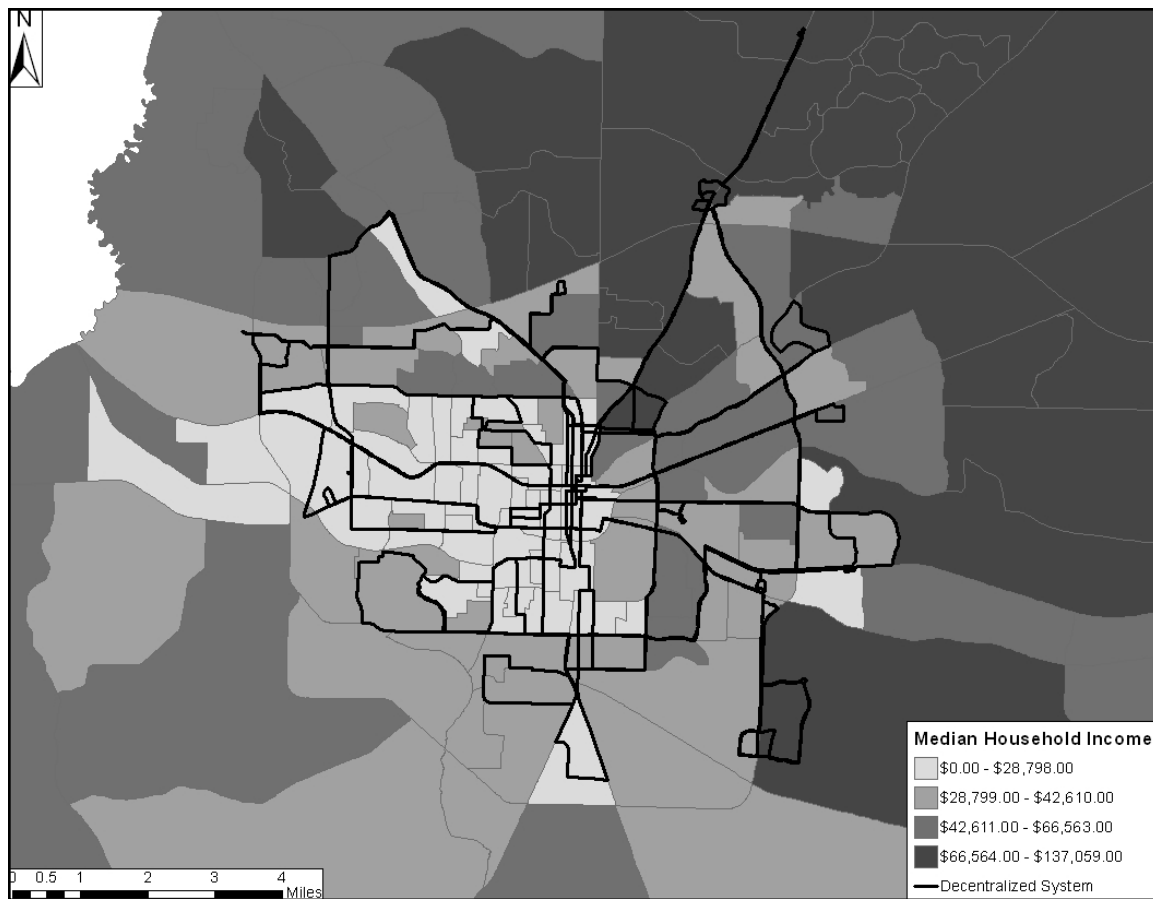 N
Median Household Income
$0.00 - $28,798.00
$28,799.00 - $42,610.00
$42,611.00 - $66,563.00
$66,564.00 - $137,059.00
Decentralized System
0 0.5 1 2 3 4
Miles